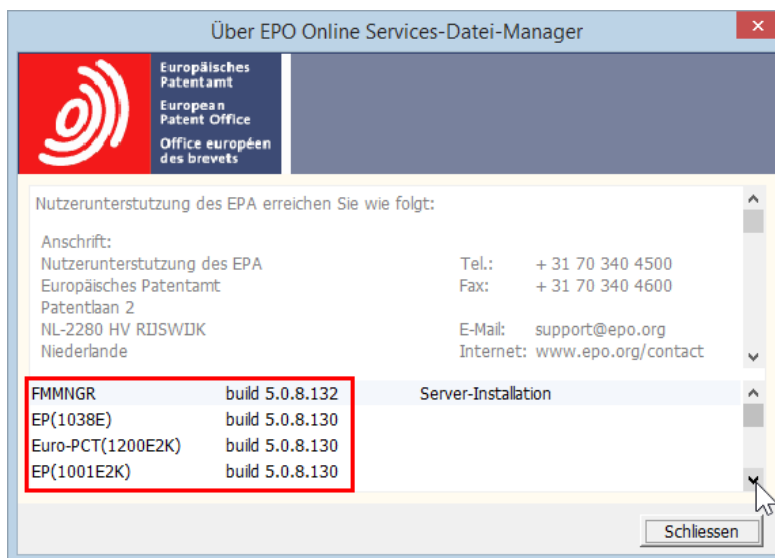 Über EPO Online Services-Datei-Manager
Europäisches
Patentamt
European
Patent Office
Office européen
des brevets
Nutzerunterstutzung des EPA erreichen Sie wie folgt:
Anschrift:
Nutzerunterstutzung des EPA Tel.: + 31 70 340 4500
Europäisches Patentamt Fax: + 31 70 340 4600
Patentlaan 2
NL-2280 HV RIJSWIJK E-Mail: support@epo.org
Niederlande Internet: www.epo.org/contact
FMMNGR build 5.0.8.132 Server-Installation
EP(1038E) build 5.0.8.130
Euro-PCT(1200E2K) build 5.0.8.130
EP(1001E2K) build 5.0.8.130
Schliessen